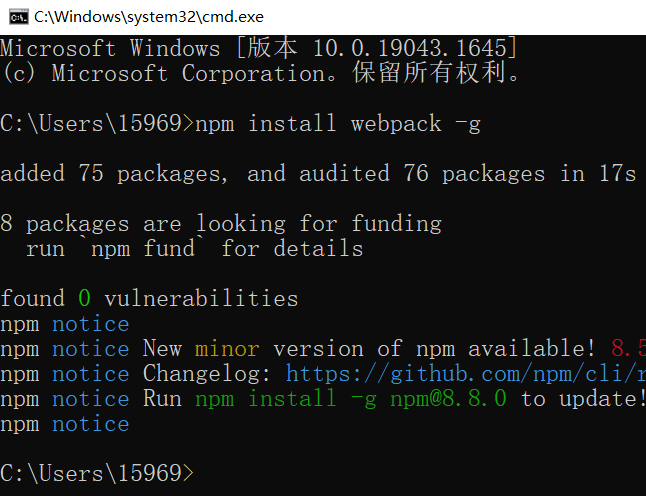 C:\Windows\system32\cmd.exe
Microsoft Windows [版本 10.0.19043.1645]
(c) Microsoft Corporation。保留所有权利。
C:\Users\15969>npm install webpack -g
added 75 packages, and audited 76 packages in 17s
8 packages are looking for funding
  run `npm fund` for details
found 0 vulnerabilities
npm notice
npm notice New minor version of npm available! 8.5
npm notice Changelog: https://github.com/npm/cli/r
npm notice Run npm install -g npm@8.8.0 to update!
npm notice
C:\Users\15969>